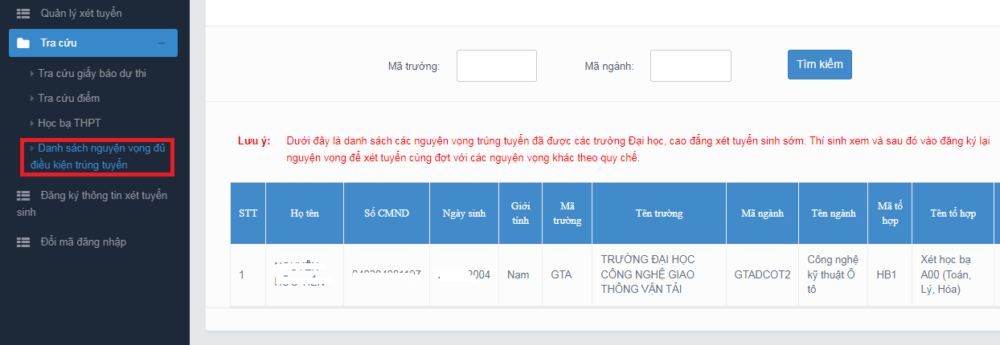 Quản lý xét tuyển
Tra cứu
Tra cứu giấy báo dự thi
Tra cứu điểm
Học bạ THPT
Danh sách nguyện vọng đủ
điều kiện trúng tuyển
Đăng ký thông tin xét tuyển
sinh
Đổi mã đăng nhập
Mã trường:
Mã ngành:
Tìm kiếm
Lưu ý: Dưới đây là danh sách các nguyện vọng trúng tuyển đã được các trường Đại học, cao đẳng xét tuyển sinh sớm. Thí sinh xem và sau đó vào đăng ký lại
nguyện vọng để xét tuyển cùng đợt với các nguyện vọng khác theo quy chế.
STT
Họ tên
Số CMND
Ngày sinh
Giới
tính
Mã
trường
Tên trường
Mã ngành
Tên ngành
Mã tổ
hợp
Tên tổ hợp
1
Nam
GTA
TRƯỜNG ĐẠI HỌC
CÔNG NGHỆ GIAO
THÔNG VẬN TẢI
GTADCOT2
Công nghệ
kỹ thuật Ô
tô
HB1
Xét học bạ
A00 (Toán,
Lý, Hóa)